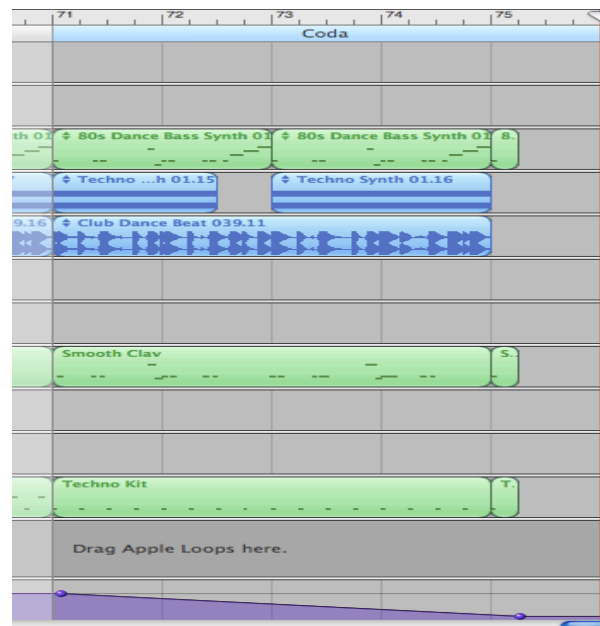 71 72 73 74 75
Coda
th 01 80s Dance Bass Synth 01 80s Dance Bass Synth 01 8.
Techno ...h 01.15 Techno Synth 01.16
9.16 Club Dance Beat 039.11
Smooth Clav S..
Techno Kit T.
Drag Apple Loops here.